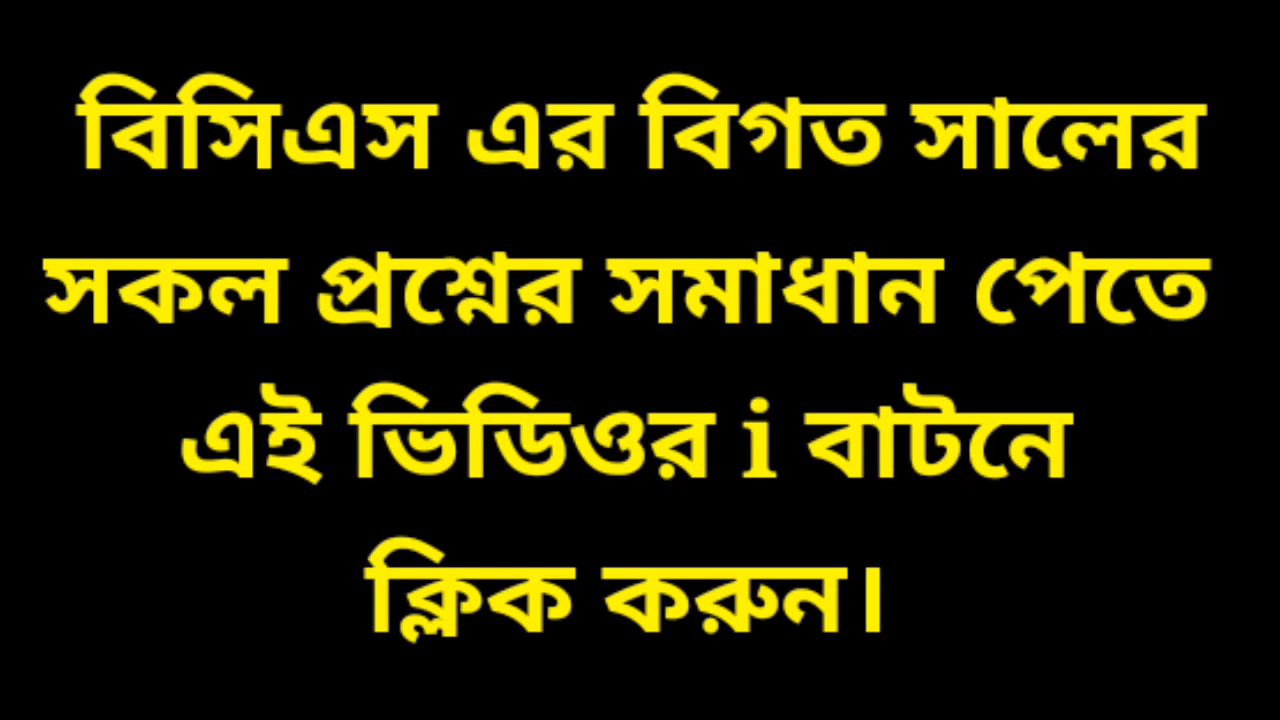 বিসিএস এর বিগত সালের
সকল প্রশ্নের সমাধান পেতে
এই ভিডিওর i বাটনে
ক্লিক করুন।